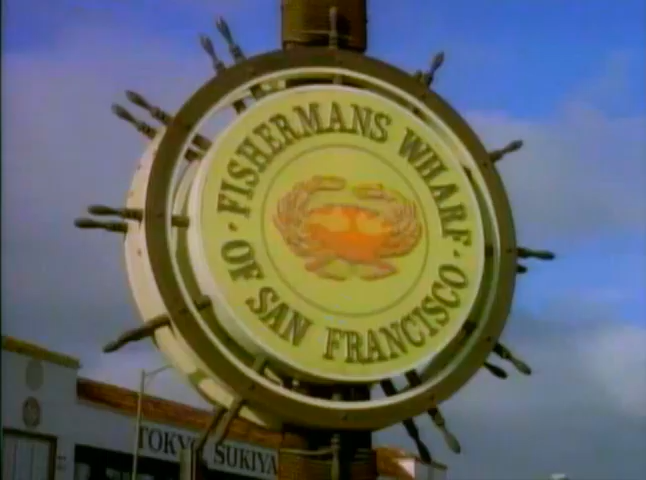 · FISHERMANS WHARF ·
OF SAN FRANCISCO
TOKYO SUKIYA